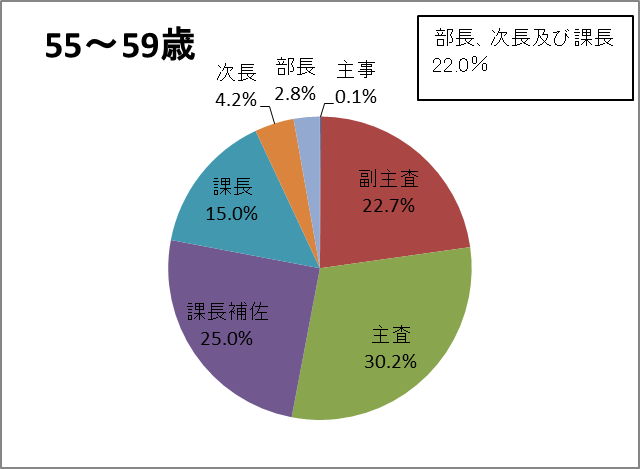 55～59歳
部長、次長及び課長
22.0%
次長
4.2%
部長
2.8%
主事
0.1%
副主査
22.7%
課長
15.0%
課長補佐
25.0%
主査
30.2%